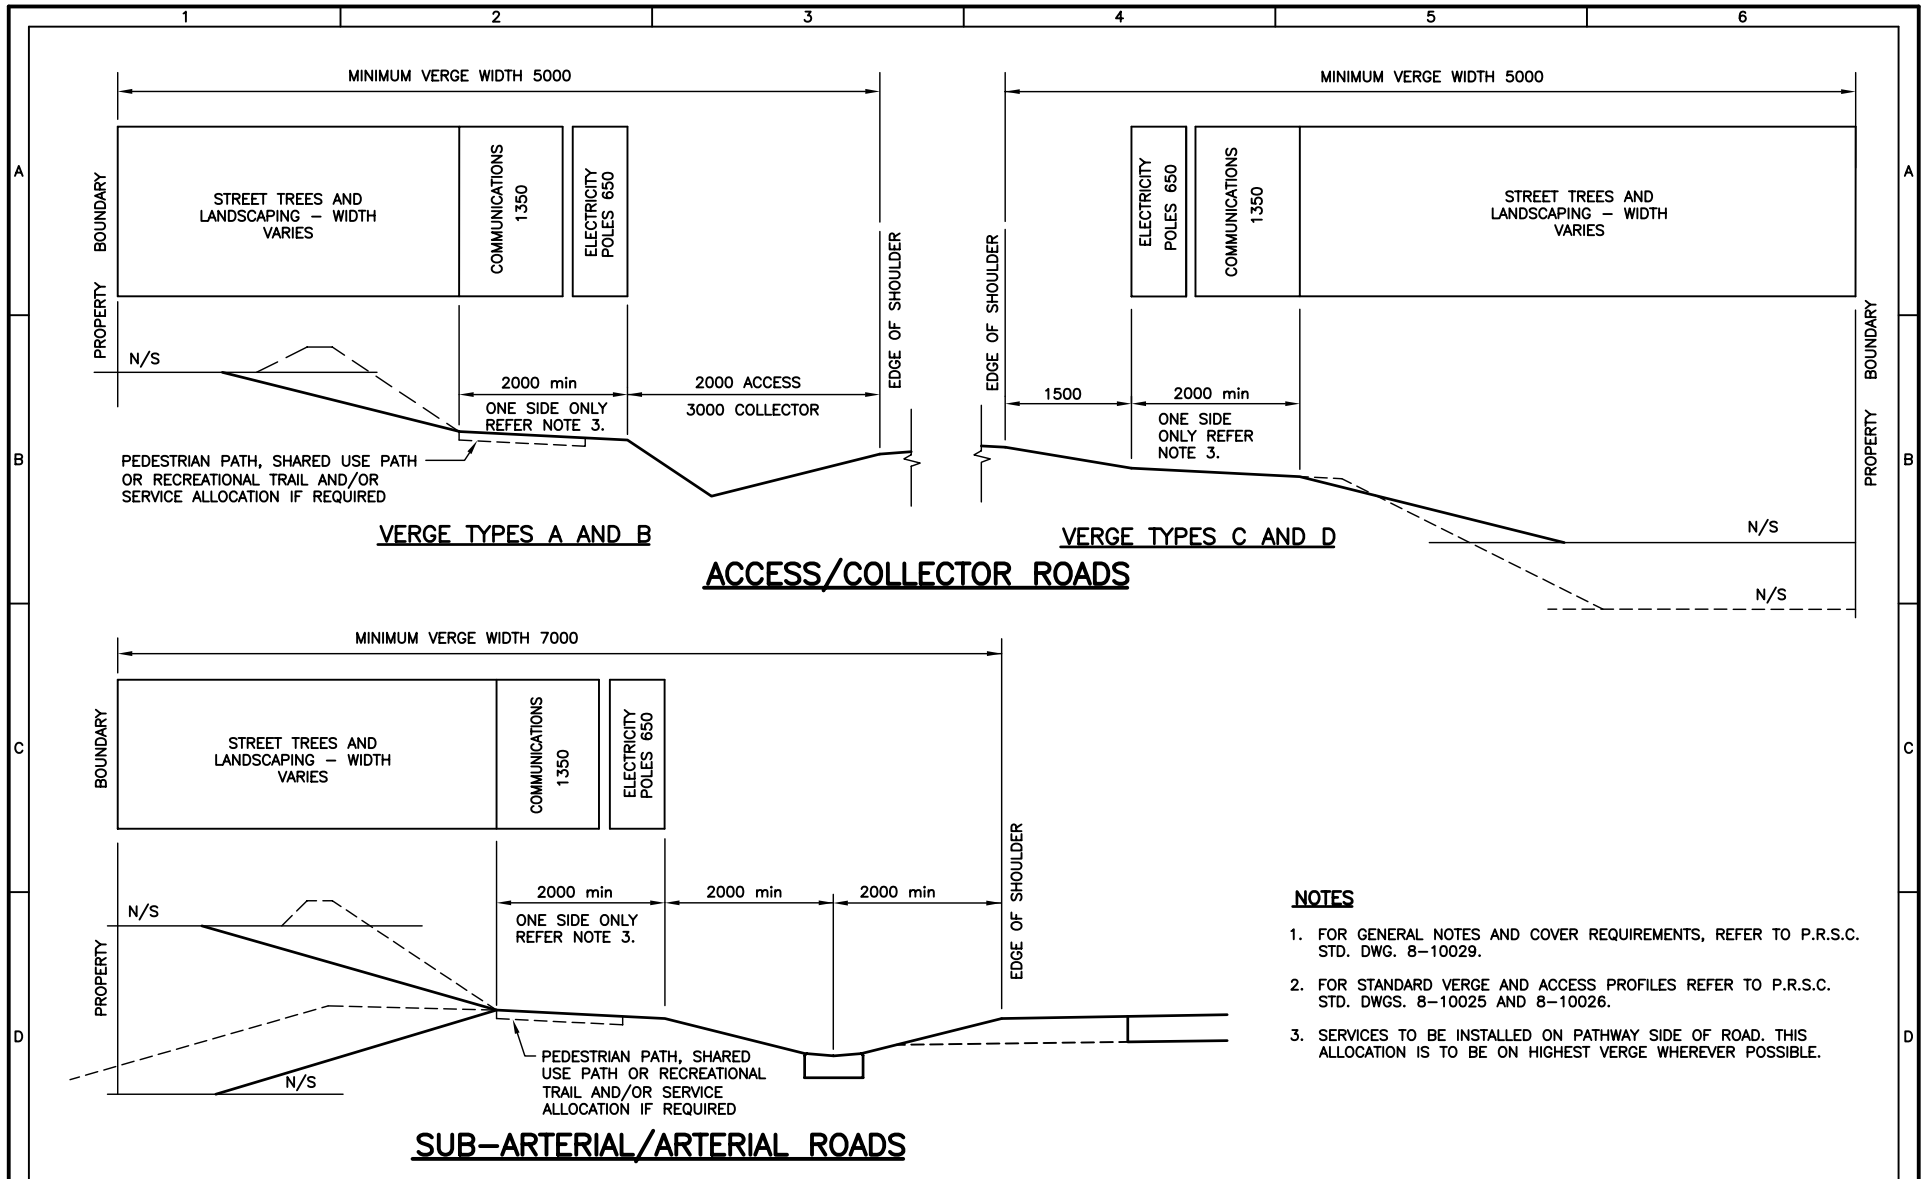 1 2 3 4 5 6
MINIMUM VERGE WIDTH 5000
MINIMUM VERGE WIDTH 5000
A
A
PROPERTY BOUNDARY
STREET TREES AND
LANDSCAPING – WIDTH
VARIES
COMMUNICATIONS
1350
ELECTRICITY
POLES 650
EDGE OF SHOULDER
EDGE OF SHOULDER
ELECTRICITY
POLES 650
COMMUNICATIONS
1350
STREET TREES AND
LANDSCAPING – WIDTH
VARIES
PROPERTY BOUNDARY
N/S
2000 min
ONE SIDE ONLY
REFER NOTE 3.
2000 ACCESS
3000 COLLECTOR
1500
2000 min
ONE SIDE
ONLY REFER
NOTE 3.
B
B
PEDESTRIAN PATH, SHARED USE PATH
OR RECREATIONAL TRAIL AND/OR
SERVICE ALLOCATION IF REQUIRED
N/S
N/S
VERGE TYPES A AND B
VERGE TYPES C AND D
ACCESS/COLLECTOR ROADS
MINIMUM VERGE WIDTH 7000
C
C
PROPERTY BOUNDARY
STREET TREES AND
LANDSCAPING – WIDTH
VARIES
COMMUNICATIONS
1350
ELECTRICITY
POLES 650
EDGE OF SHOULDER
N/S
2000 min
ONE SIDE ONLY
REFER NOTE 3.
2000 min
2000 min
D
D
N/S
PEDESTRIAN PATH, SHARED
USE PATH OR RECREATIONAL
TRAIL AND/OR SERVICE
ALLOCATION IF REQUIRED
SUB–ARTERIAL/ARTERIAL ROADS
NOTES
1. FOR GENERAL NOTES AND COVER REQUIREMENTS, REFER TO P.R.S.C.
STD. DWG. 8–10029.
2. FOR STANDARD VERGE AND ACCESS PROFILES REFER TO P.R.S.C.
STD. DWGS. 8–10025 AND 8–10026.
3. SERVICES TO BE INSTALLED ON PATHWAY SIDE OF ROAD. THIS
ALLOCATION IS TO BE ON HIGHEST VERGE WHEREVER POSSIBLE.